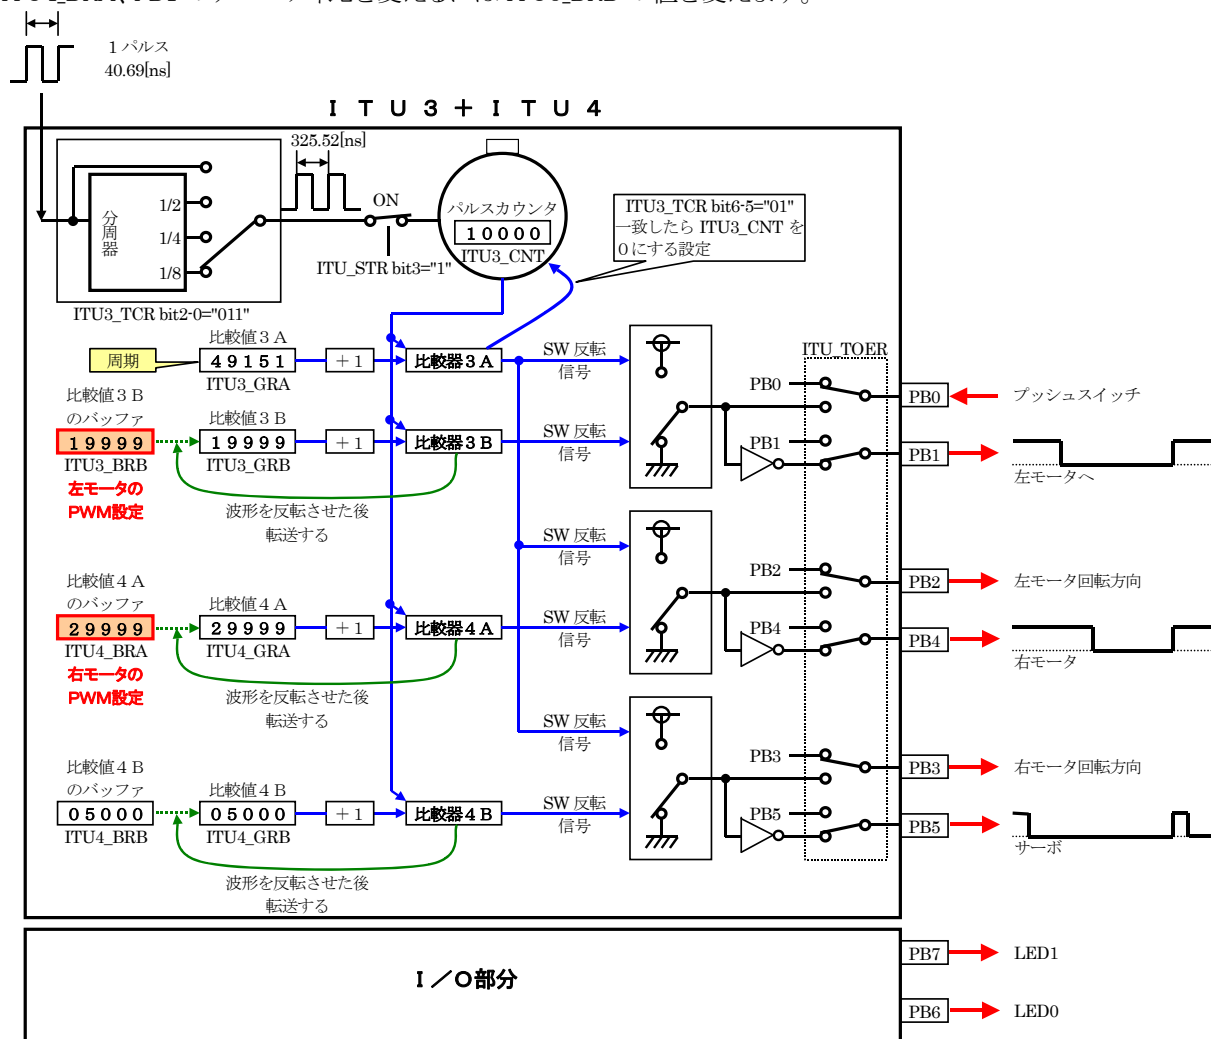 1 パルス
40.69[ns]
ＩＴＵ３＋ＩＴＵ４
325.52[ns]
分周器
1/2
1/4
1/8
ITU3_TCR bit2-0="011"
ON
ITU_STR bit3="1"
パルスカウンタ
１００００
ITU3_CNT
ITU3_TCR bit6-5="01"
一致したら ITU3_CNT を
０にする設定
周期
比較値３Ａ
４９１５１
ITU3_GRA
＋1
比較器３Ａ
SW 反転
信号
比較値３Ｂ
のバッファ
１９９９９
ITU3_BRB
左モータの
ＰＷＭ設定
比較値３Ｂ
１９９９９
ITU3_GRB
＋1
比較器３Ｂ
SW 反転
信号
波形を反転させた後
転送する
ITU_TOER
PB0
PB0
プッシュスイッチ
PB1
PB1
左モータへ
SW 反転
信号
比較値４Ａ
のバッファ
２９９９９
ITU4_BRA
右モータの
ＰＷＭ設定
比較値４Ａ
２９９９９
ITU4_GRA
＋1
比較器４Ａ
SW 反転
信号
波形を反転させた後
転送する
PB2
PB2
左モータ回転方向
PB4
PB4
右モータ
SW 反転
信号
比較値４Ｂ
のバッファ
０５０００
ITU4_BRB
比較値４Ｂ
０５０００
ITU4_GRB
＋1
比較器４Ｂ
SW 反転
信号
波形を反転させた後
転送する
PB3
PB3
右モータ回転方向
PB5
PB5
サーボ
Ｉ／Ｏ部分
PB7
LED1
PB6
LED0